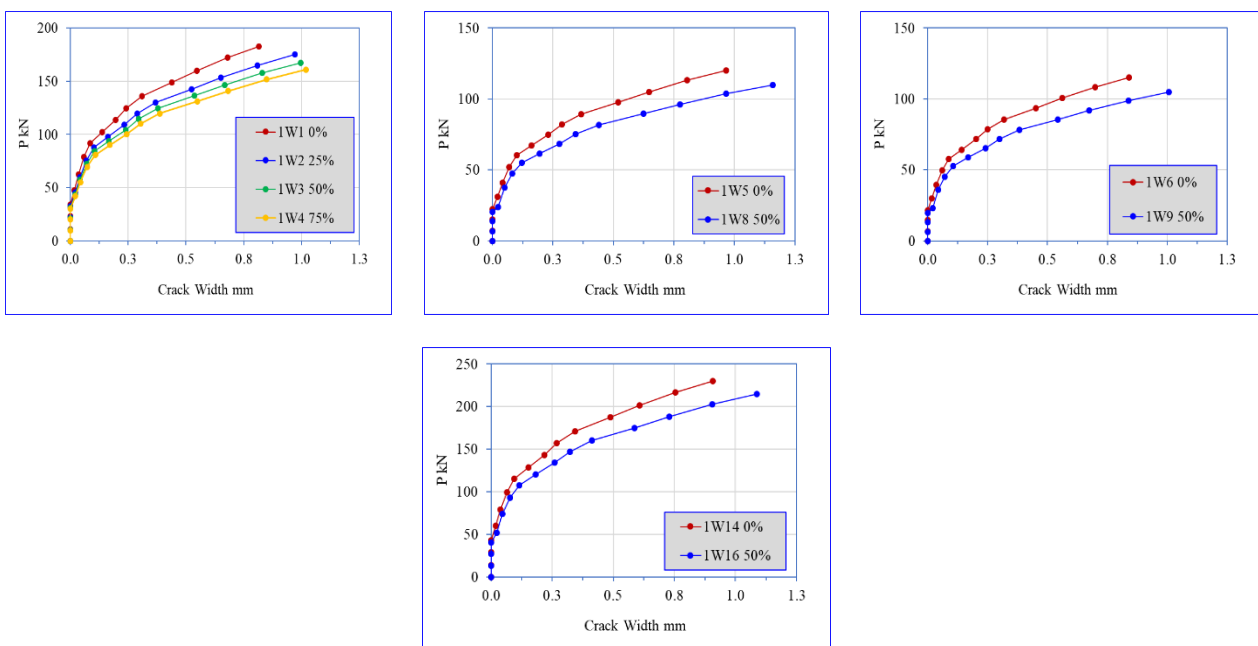 200
150
100
50
0
P kN
0.0 0.3 0.5 0.8 1.0 1.3
Crack Width mm
1W1 0%
1W2 25%
1W3 50%
1W4 75%
150
100
50
0
P kN
0.0 0.3 0.5 0.8 1.0 1.3
Crack Width mm
1W5 0%
1W8 50%
150
100
50
0
P kN
0.0 0.3 0.5 0.8 1.0 1.3
Crack Width mm
1W6 0%
1W9 50%
250
200
150
100
50
0
P kN
0.0 0.3 0.5 0.8 1.0 1.3
Crack Width mm
1W14 0%
1W16 50%